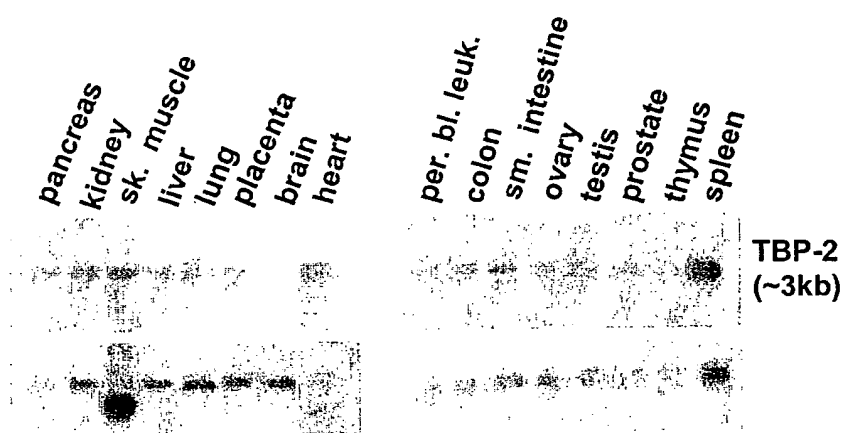 pancreas
kidney
sk. muscle
liver
lung
placenta
brain
heart
per. bl. leuk.
colon
sm. intestine
ovary
testis
prostate
thymus
spleen
TBP-2
(~3kb)